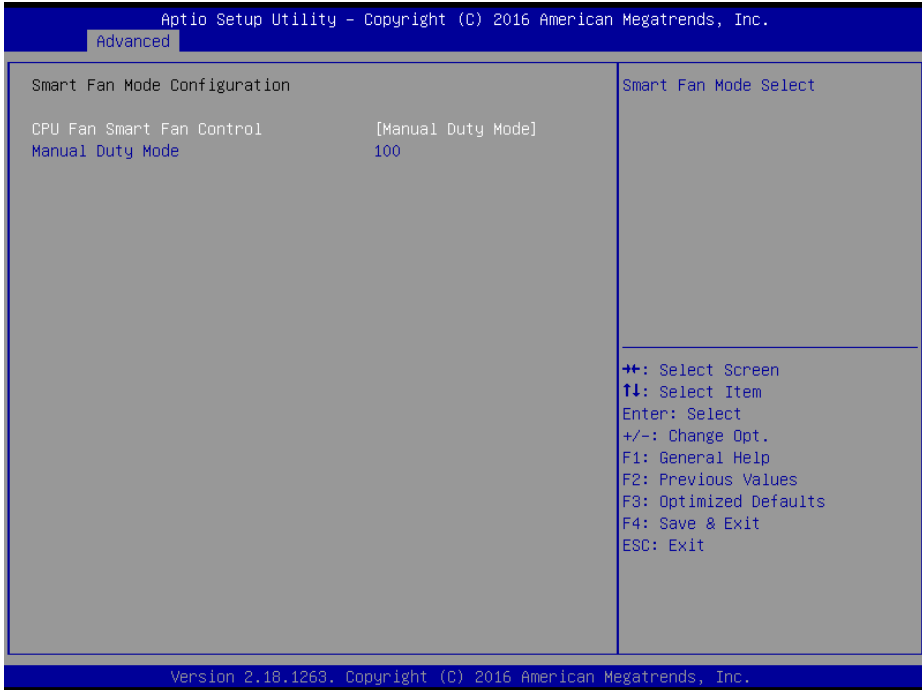 Aptio Setup Utility – Copyright (C) 2016 American Megatrends, Inc.
Advanced
Smart Fan Mode Configuration
CPU Fan Smart Fan Control [Manual Duty Mode]
Manual Duty Mode 100
Smart Fan Mode Select
→←: Select Screen
↑↓: Select Item
Enter: Select
+/-: Change Opt.
F1: General Help
F2: Previous Values
F3: Optimized Defaults
F4: Save & Exit
ESC: Exit
Version 2.18.1263. Copyright (C) 2016 American Megatrends, Inc.